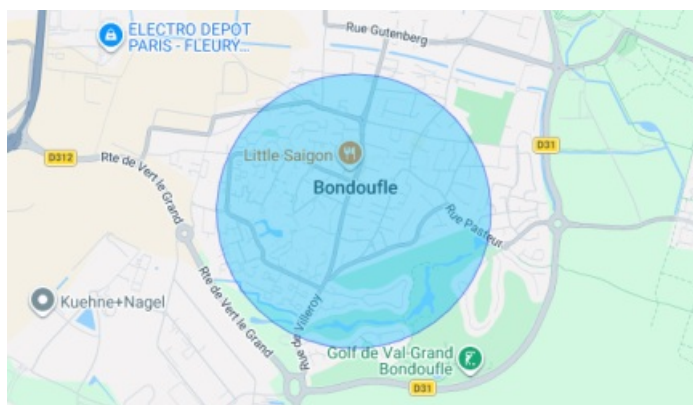 ELECTRO DEPOT
PARIS - FLEURY...
Rue Gutenberg
D31
Little Saigon
D312
Rte de Vert le Grand
Bondoufle
Rue Pasteur
Rte de Vert le Grand
Kuehne+Nagel
Rue de Villeroy
Golf de Val-Grand
Bondoufle
D31